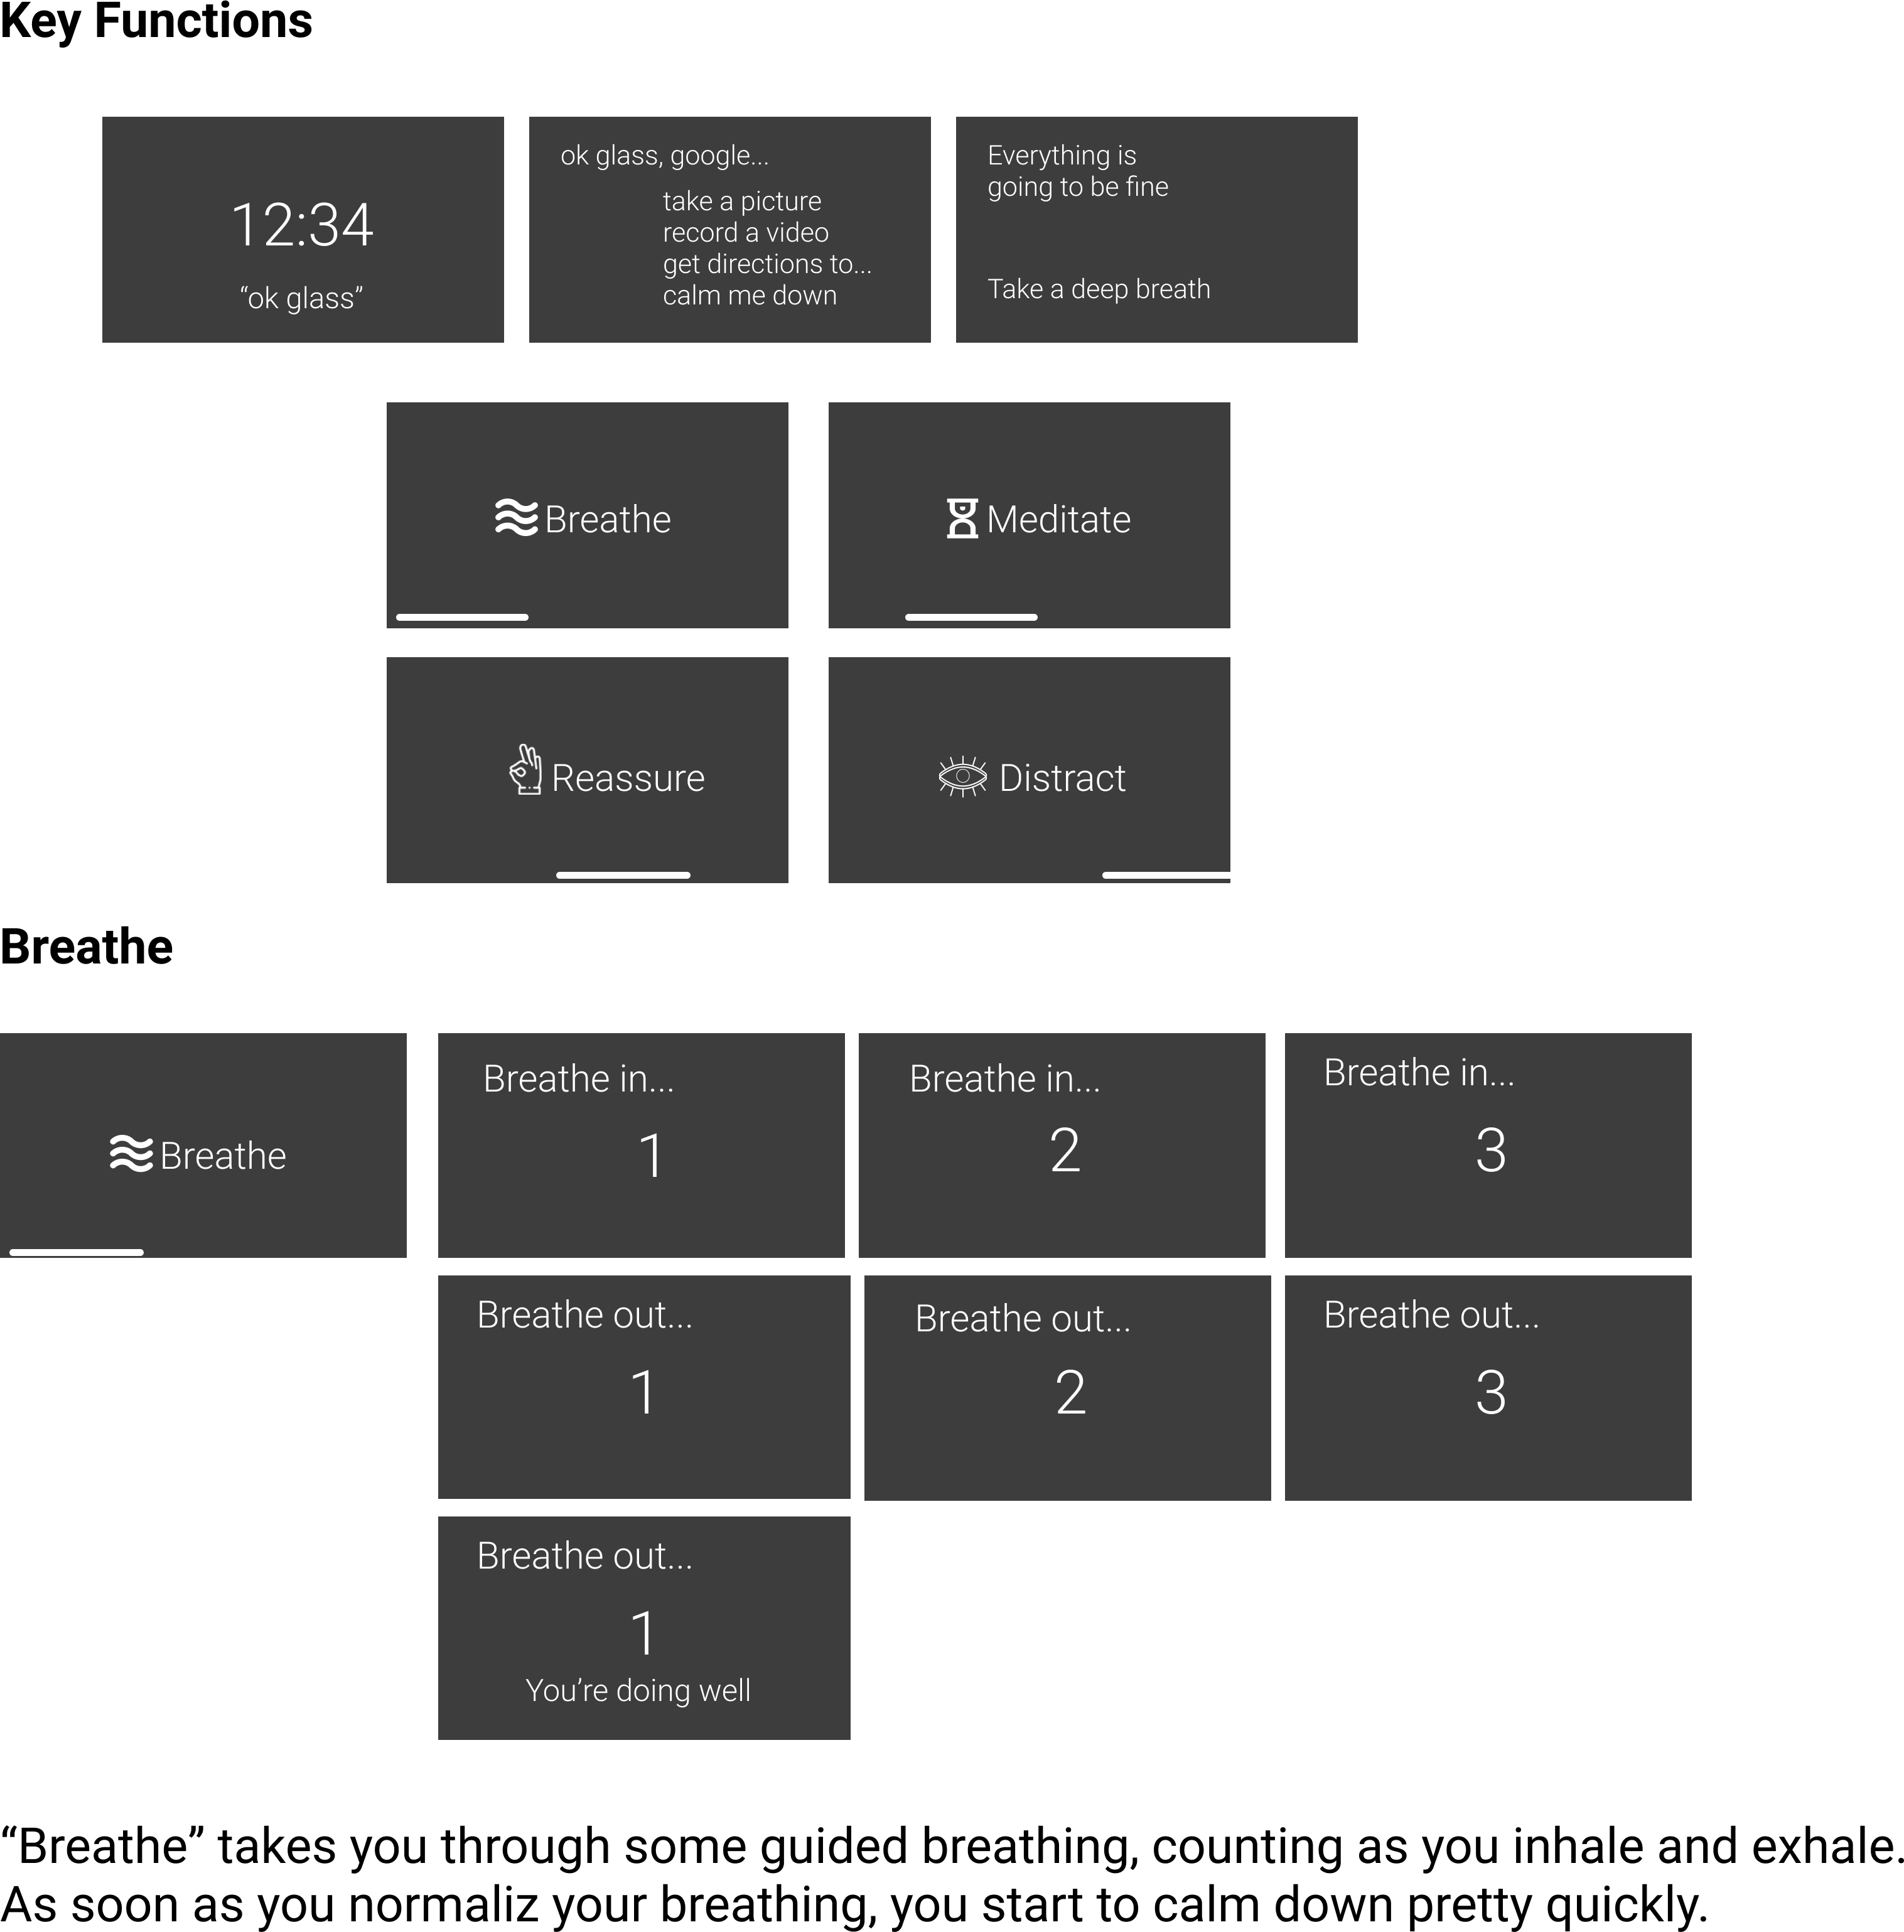 Key Functions
12:34
“ok glass”
ok glass, google...
take a picture
record a video
get directions to...
calm me down
Everything is
going to be fine
Take a deep breath
Breathe
Meditate
Reassure
Distract
Breathe
Breathe
Breathe in...
1
Breathe in...
2
Breathe in...
3
Breathe out...
1
Breathe out...
2
Breathe out...
3
Breathe out...
1
You’re doing well
“Breathe” takes you through some guided breathing, counting as you inhale and exhale.
As soon as you normaliz your breathing, you start to calm down pretty quickly.